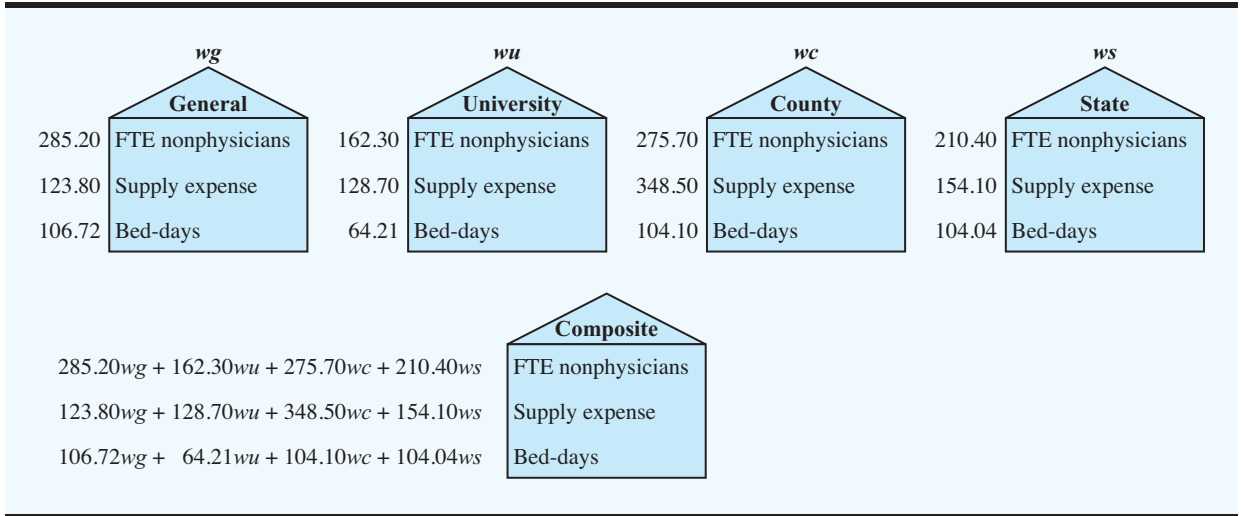 wg wu wc ws
General University County State
285.20 FTE nonphysicians 162.30 FTE nonphysicians 275.70 FTE nonphysicians 210.40 FTE nonphysicians
123.80 Supply expense 128.70 Supply expense 348.50 Supply expense 154.10 Supply expense
106.72 Bed-days 64.21 Bed-days 104.10 Bed-days 104.04 Bed-days
Composite
285.20wg + 162.30wu + 275.70wc + 210.40ws FTE nonphysicians
123.80wg + 128.70wu + 348.50wc + 154.10ws Supply expense
106.72wg + 64.21wu + 104.10wc + 104.04ws Bed-days